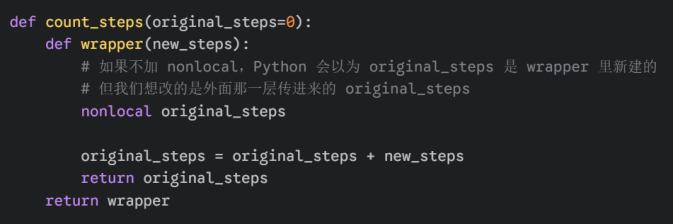 def count_steps(original_steps=0):
    def wrapper(new_steps):
        # 如果不加 nonlocal，Python 会以为 original_steps 是 wrapper 里新建的
        # 但我们想改的是外面那一层传进来的 original_steps
        nonlocal original_steps

        original_steps = original_steps + new_steps
        return original_steps
    return wrapper